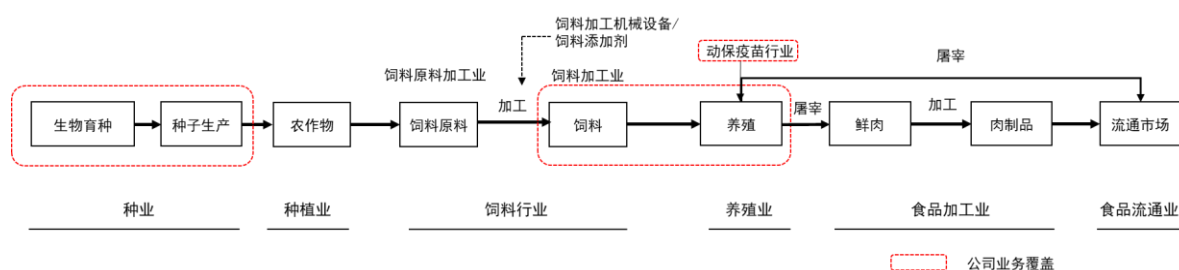 饲料加工机械设备/
饲料添加剂
动保疫苗行业
屠宰
饲料原料加工业
饲料加工业
加工
屠宰
加工
生物育种
种子生产
农作物
饲料原料
饲料
养殖
鲜肉
肉制品
流通市场
种业
种植业
饲料行业
养殖业
食品加工业
食品流通业
公司业务覆盖